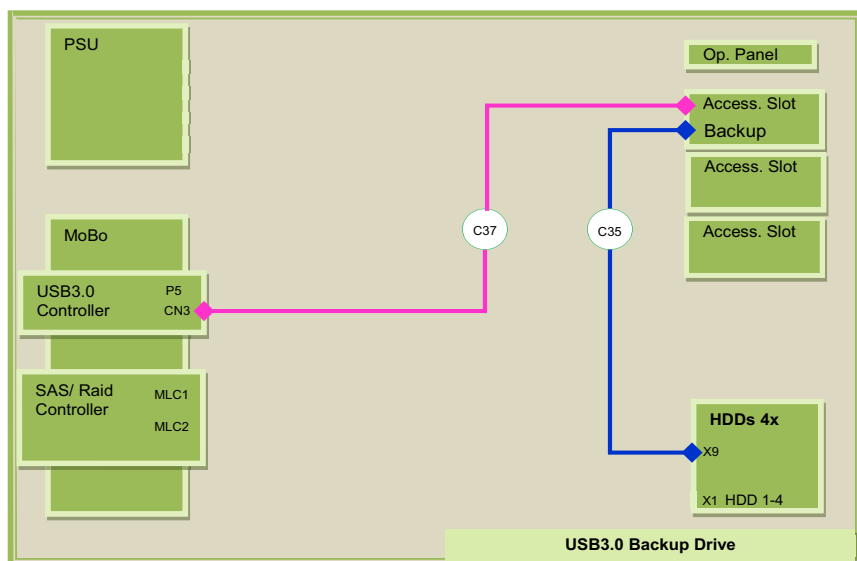 PSU
Op. Panel
Access. Slot
Backup
Access. Slot
Access. Slot
MoBo
C37
C35
USB3.0 P5
Controller CN3
SAS/ Raid MLC1
Controller
MLC2
HDDs 4x
X9
X1 HDD 1-4
USB3.0 Backup Drive